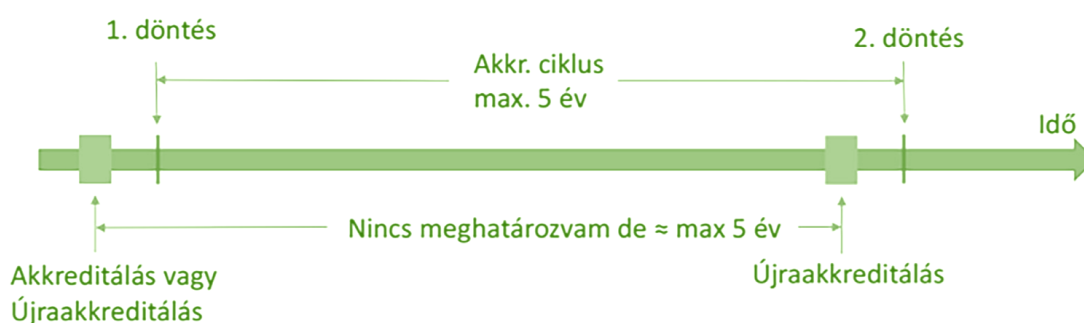 1. döntés
2. döntés
Akkr. ciklus
max. 5 év
Idő
Nincs meghatározvam de ≈ max 5 év
Akkreditálás vagy
Újraakkreditálás
Újraakkreditálás